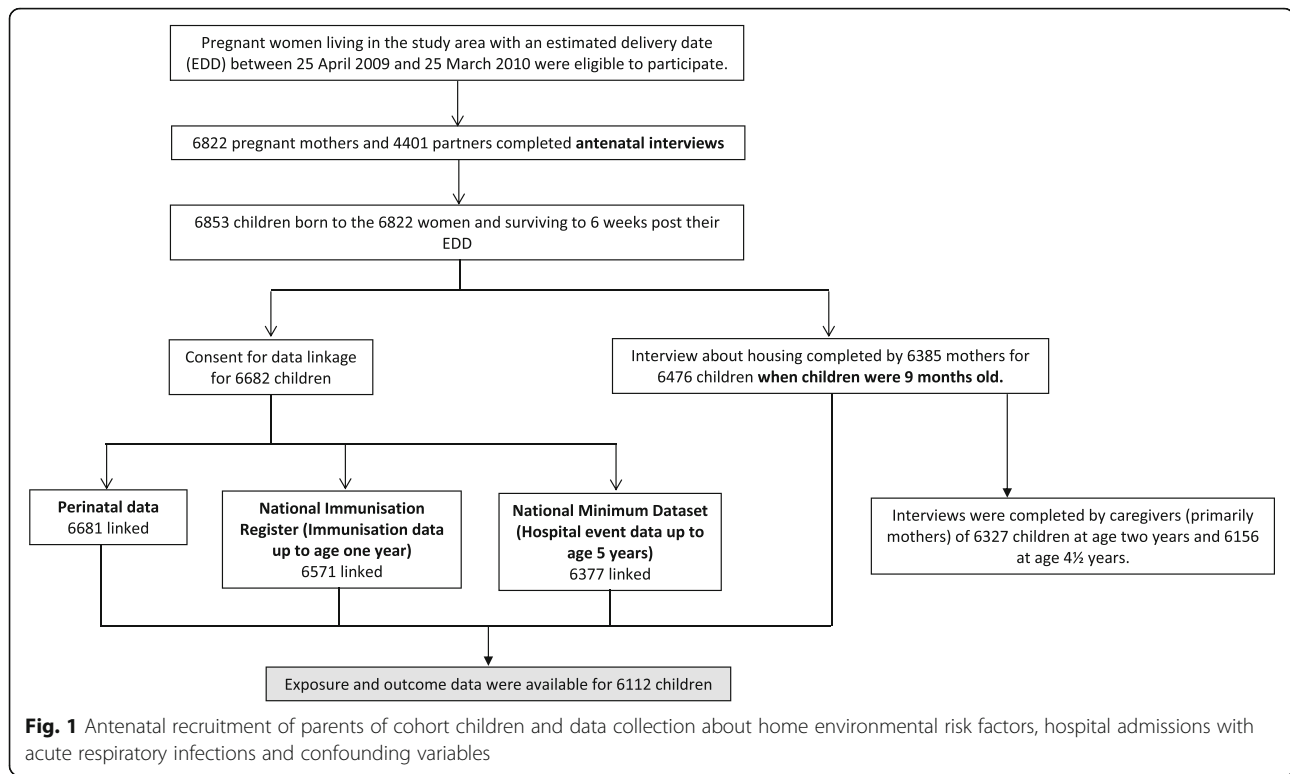 Pregnant women living in the study area with an estimated delivery date
(EDD) between 25 April 2009 and 25 March 2010 were eligible to participate.
6822 pregnant mothers and 4401 partners completed antenatal interviews
6853 children born to the 6822 women and surviving to 6 weeks post their
EDD
Consent for data linkage
for 6682 children
Interview about housing completed by 6385 mothers for
6476 children when children were 9 months old.
Perinatal data
6681 linked
National Immunisation
Register (Immunisation data
up to age one year)
6571 linked
National Minimum Dataset
(Hospital event data up to
age 5 years)
6377 linked
Interviews were completed by caregivers (primarily
mothers) of 6327 children at age two years and 6156
at age 4½ years.
Exposure and outcome data were available for 6112 children
Fig. 1 Antenatal recruitment of parents of cohort children and data collection about home environmental risk factors, hospital admissions with
acute respiratory infections and confounding variables